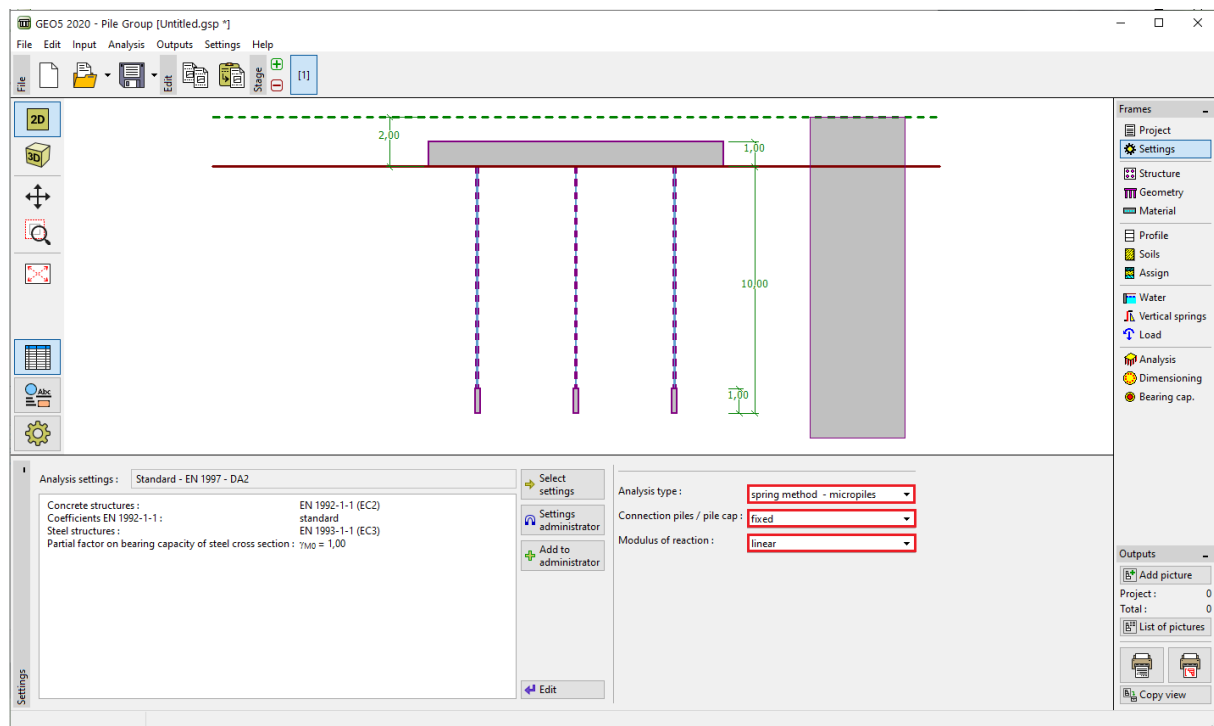 GEO5 2020 - Pile Group [Untitled.gsp *]
File Edit Input Analysis Outputs Settings Help
File
Edit
Stage
[1]
2D
3D
Abc
2,00
1,00
10,00
1,00
Frames
Project
Settings
Structure
Geometry
Material
Profile
Soils
Assign
Water
Vertical springs
Load
Analysis
Dimensioning
Bearing cap.
Settings
Analysis settings : Standard - EN 1997 - DA2
Concrete structures : EN 1992-1-1 (EC2)
Coefficients EN 1992-1-1 : standard
Steel structures : EN 1993-1-1 (EC3)
Partial factor on bearing capacity of steel cross section : γM0 = 1,00
Select settings
Settings administrator
Add to administrator
Edit
Analysis type : spring method - micropiles
Connection piles / pile cap : fixed
Modulus of reaction : linear
Outputs
Add picture
Project : 0
Total : 0
List of pictures
Copy view